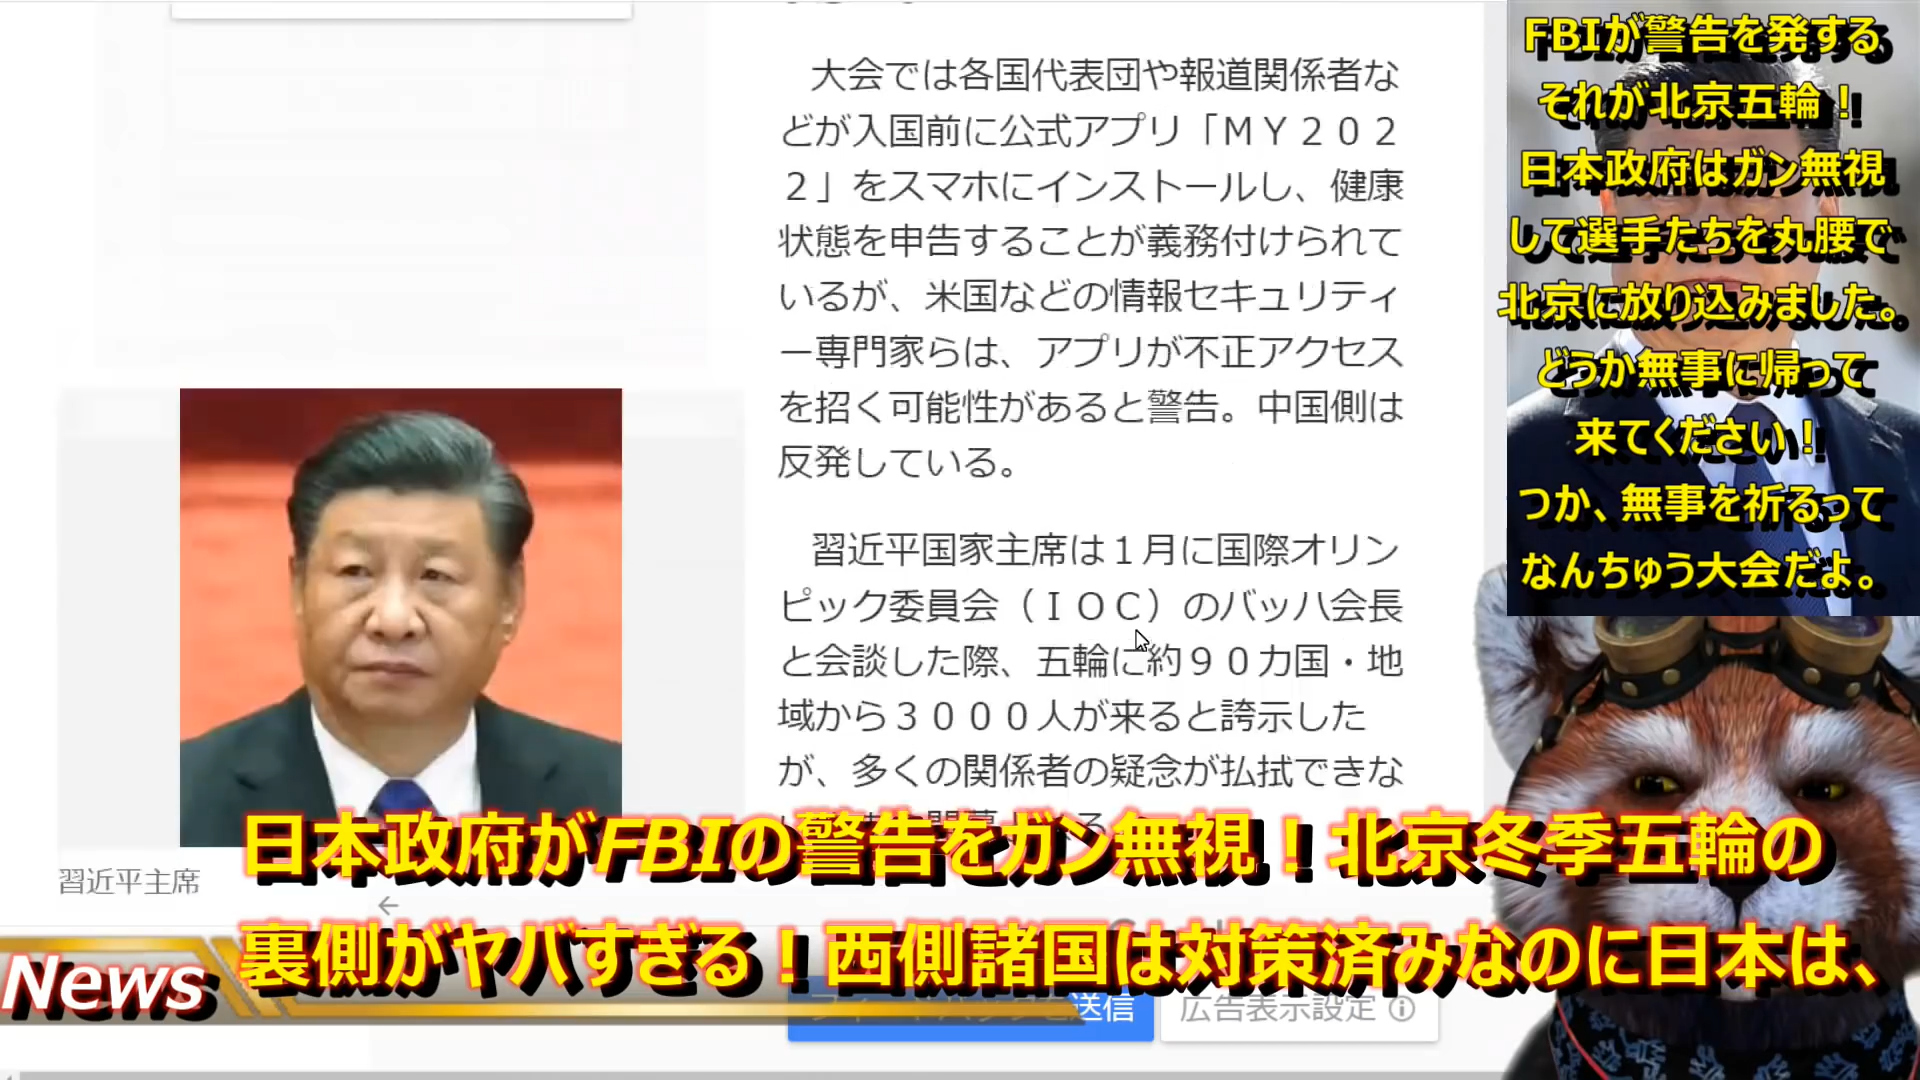 大会では各国代表団や報道関係者な
どが入国前に公式アプリ「ＭＹ２０２
２」をスマホにインストールし、健康
状態を申告することが義務付けられて
いるが、米国などの情報セキュリティ
ー専門家らは、アプリが不正アクセス
を招く可能性があると警告。中国側は
反発している。
習近平国家主席は１月に国際オリン
ピック委員会（ＩＯＣ）のバッハ会長
と会談した際、五輪に約９０カ国・地
域から３０００人が来ると誇示した
が、多くの関係者の疑念が払拭できな
習近平主席
FBIが警告を発する
それが北京五輪！
日本政府はガン無視
して選手たちを丸腰で
北京に放り込みました。
どうか無事に帰って
来てください！
つか、無事を祈るって
なんちゅう大会だよ。
日本政府がFBIの警告をガン無視！北京冬季五輪の
裏側がヤバすぎる！西側諸国は対策済みなのに日本は、
News
送信
広告表示設定